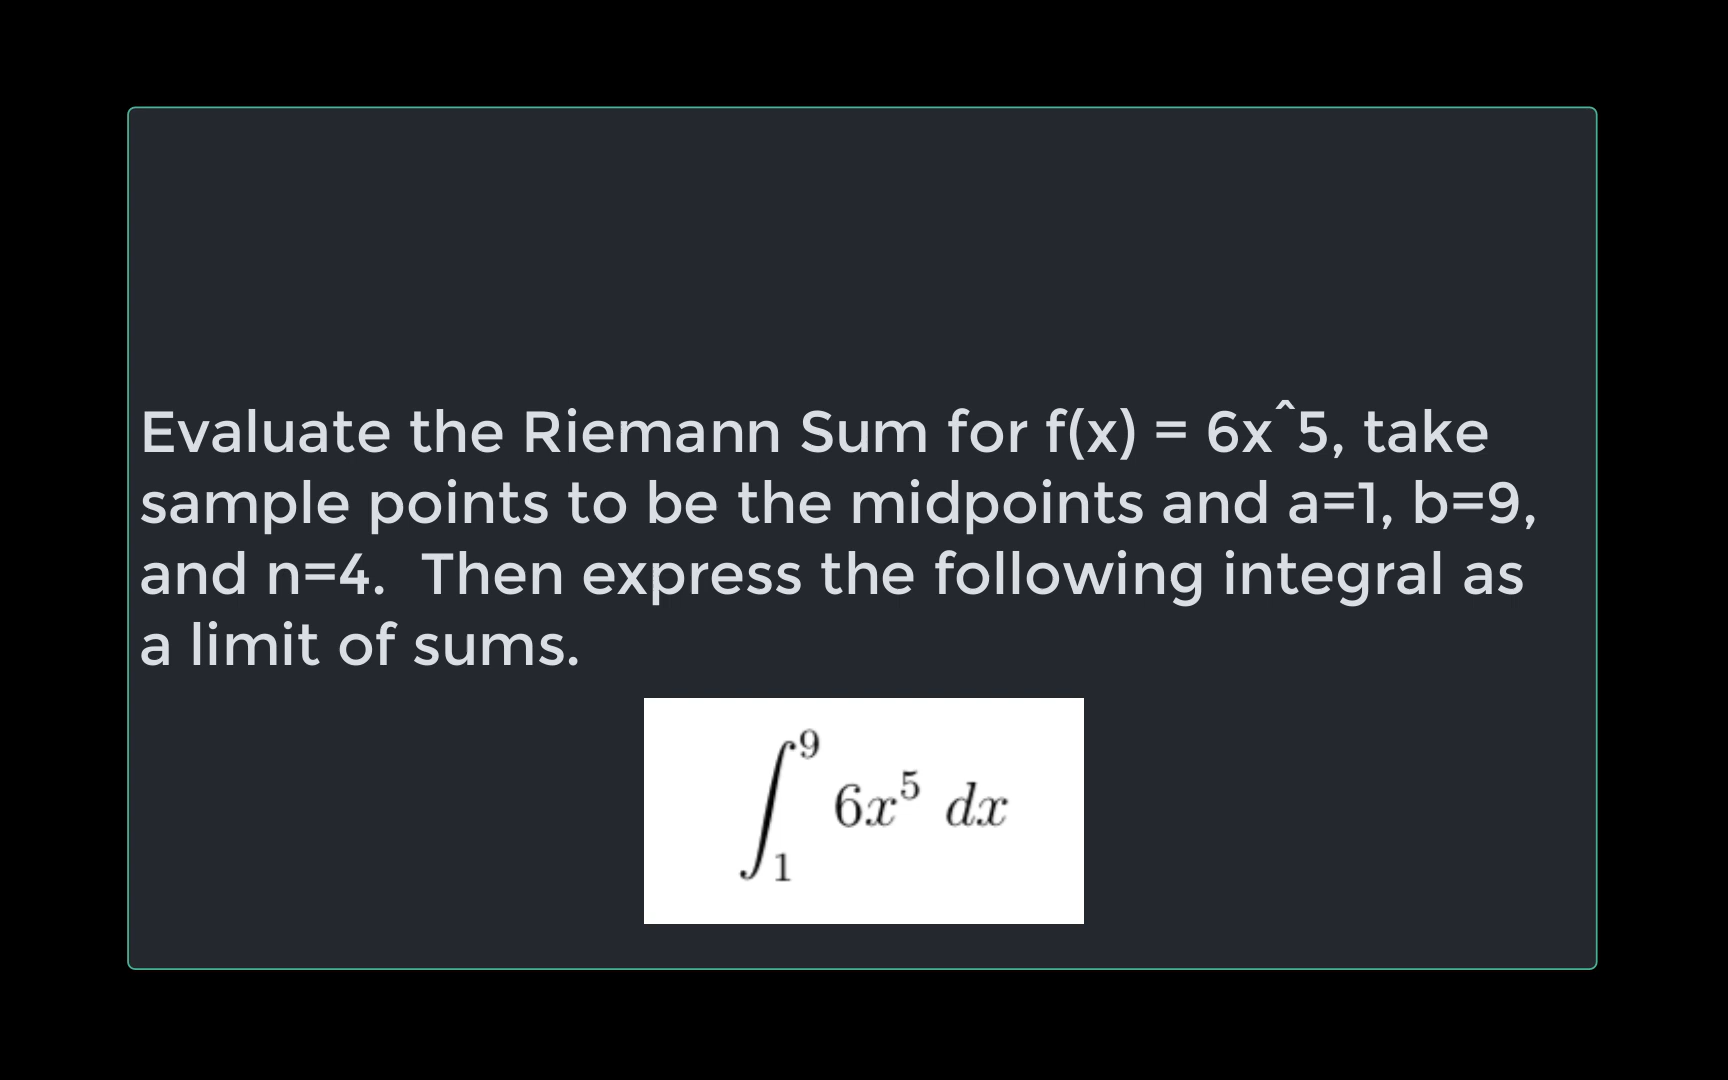 Evaluate the Riemann Sum for f(x) = 6x^5, take
sample points to be the midpoints and a=1, b=9,
and n=4.  Then express the following integral as
a limit of sums.
∫₁⁹ 6x⁵ dx